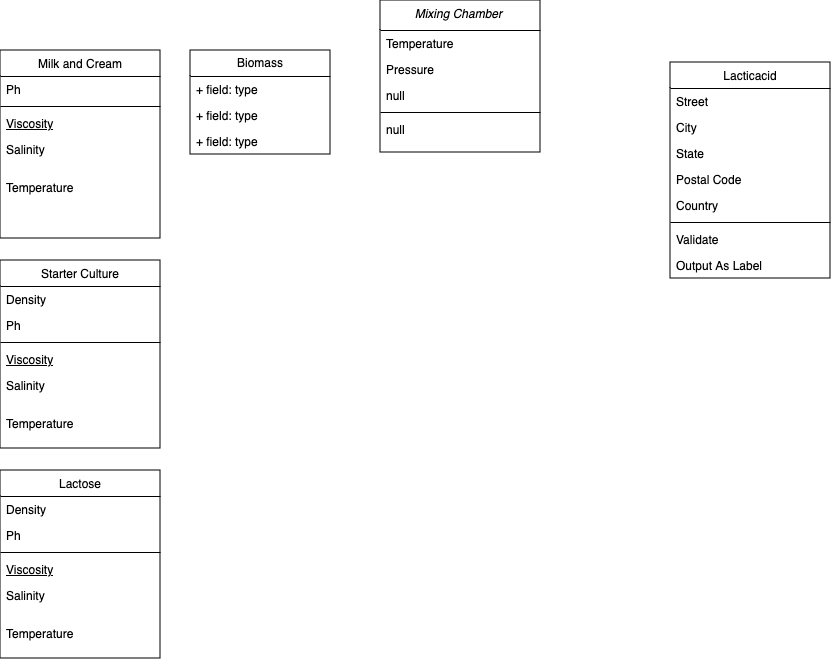 Milk and Cream
Ph
Viscosity
Salinity
Temperature
Starter Culture
Density
Ph
Viscosity
Salinity
Temperature
Lactose
Density
Ph
Viscosity
Salinity
Temperature
Biomass
+ field: type
+ field: type
+ field: type
Mixing Chamber
Temperature
Pressure
null
null
Lacticacid
Street
City
State
Postal Code
Country
Validate
Output As Label